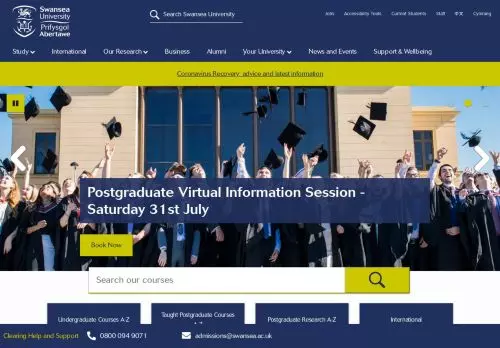 Swansea
University
Prifysgol
Abertawe
Search Swansea University
Jobs
Accessibility Tools
Current Students
Staff
中文
Cymraeg
Study
International
Our Research
Business
Alumni
Your University
News and Events
Support & Wellbeing
Coronavirus Recovery advice and latest information
Postgraduate Virtual Information Session -
Saturday 31st July
Book Now
Search our courses
Undergraduate Courses A-Z
Taught Postgraduate Courses
Postgraduate Research A-Z
International
Clearing Help and Support
0800 094 9071
admissions@swansea.ac.uk